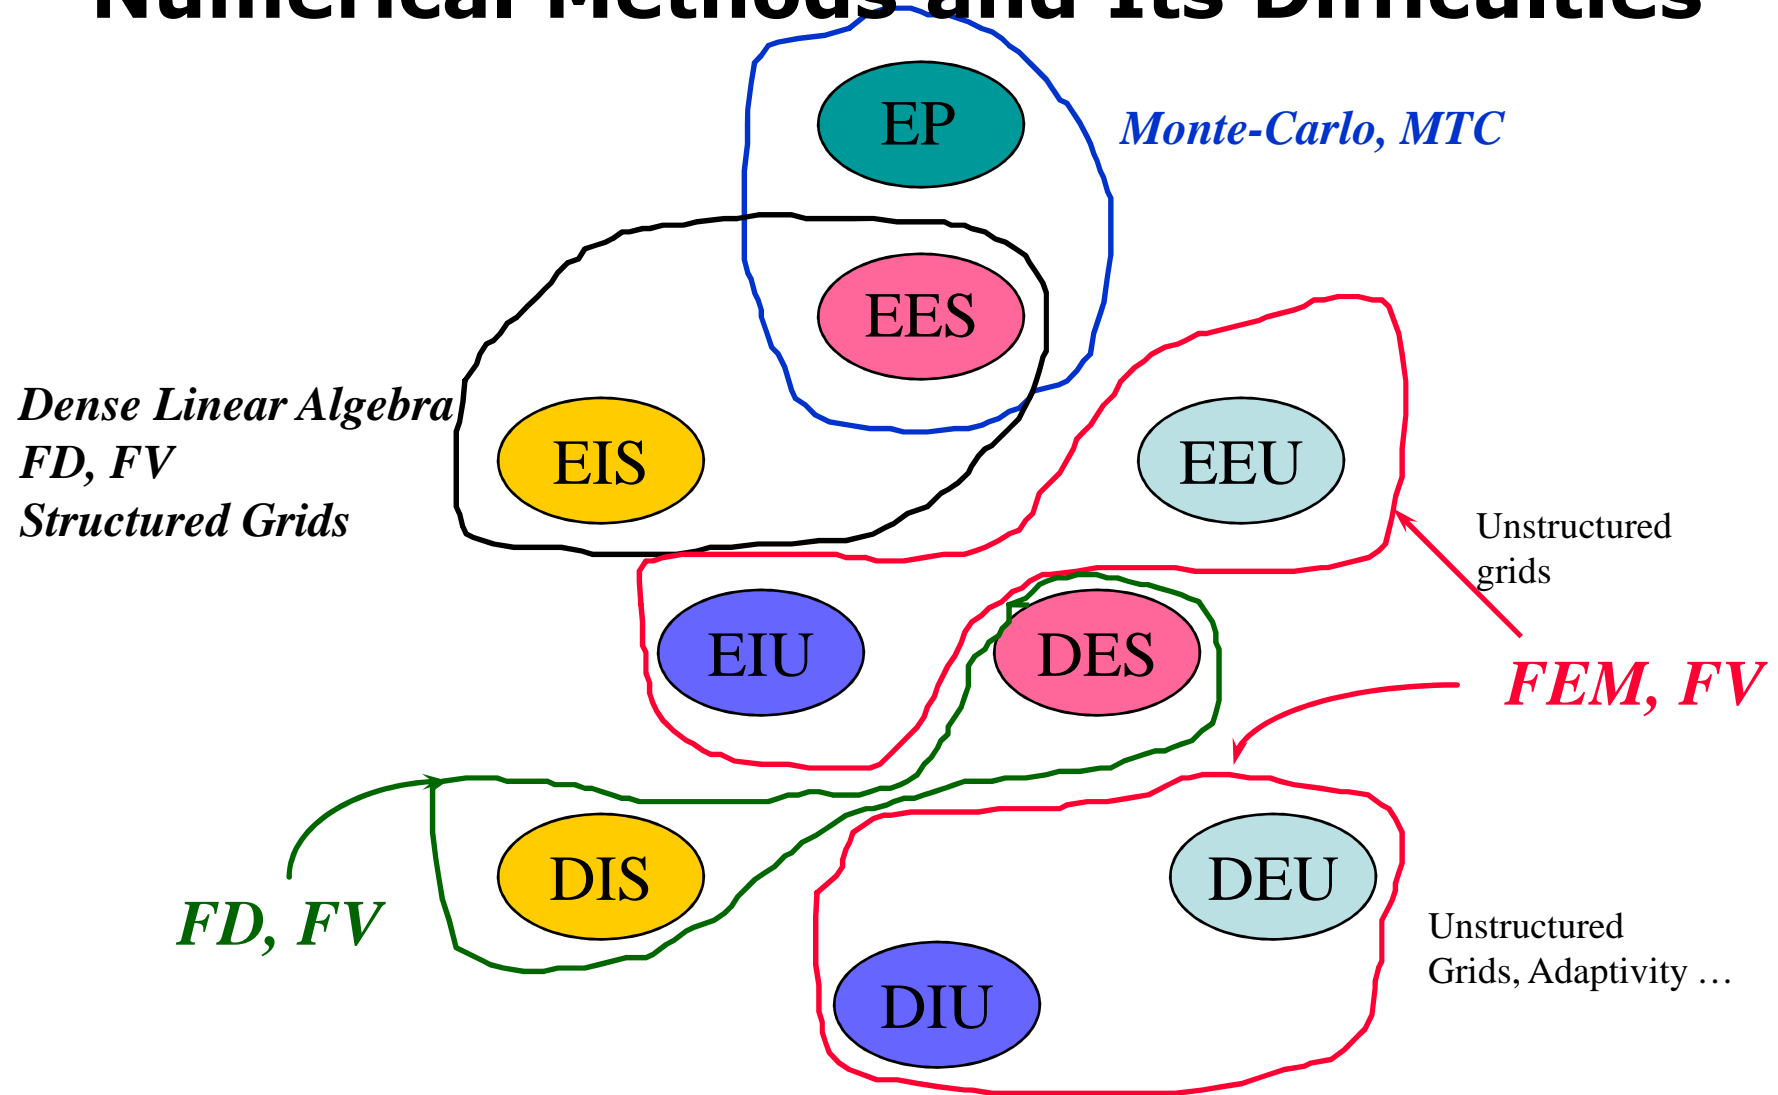 Numerical Methods and Its Difficulties
EP
Monte-Carlo, MTC
EES
Dense Linear Algebra
FD, FV
Structured Grids
EIS
EEU
Unstructured
grids
EIU
DES
FEM, FV
DIS
DEU
FD, FV
Unstructured
Grids, Adaptivity …
DIU